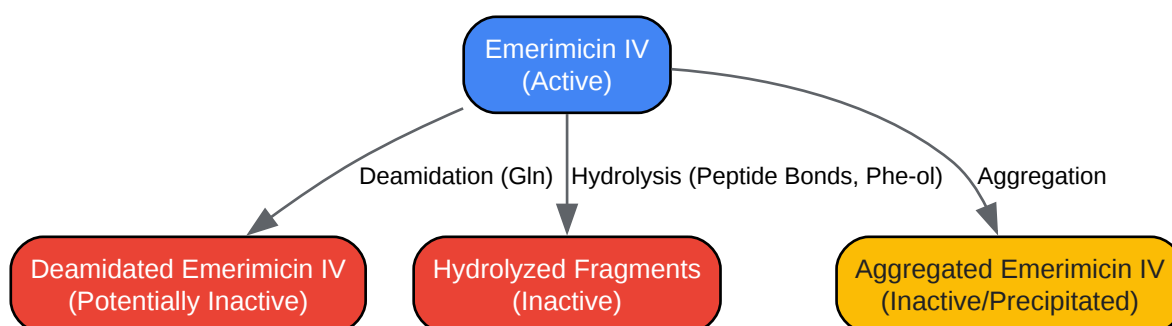 Emerimicin IV
(Active)
Deamidation (Gln)
Hydrolysis (Peptide Bonds, Phe-ol)
Aggregation
Deamidated Emerimicin IV
(Potentially Inactive)
Hydrolyzed Fragments
(Inactive)
Aggregated Emerimicin IV
(Inactive/Precipitated)